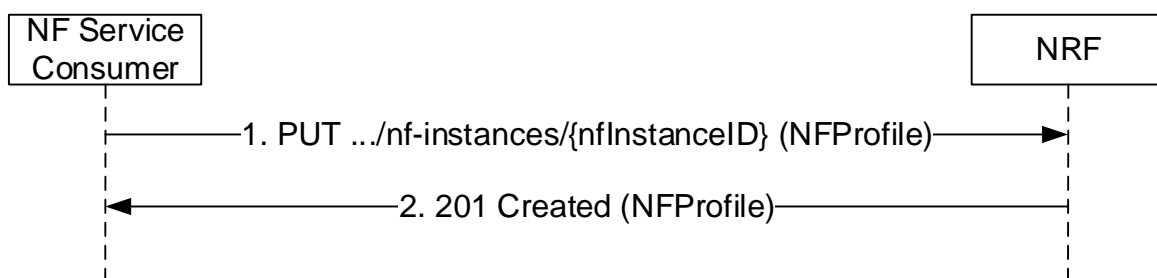 NF Service
Consumer
NRF
1. PUT .../nf-instances/{nfInstanceID} (NFProfile)
2. 201 Created (NFProfile)